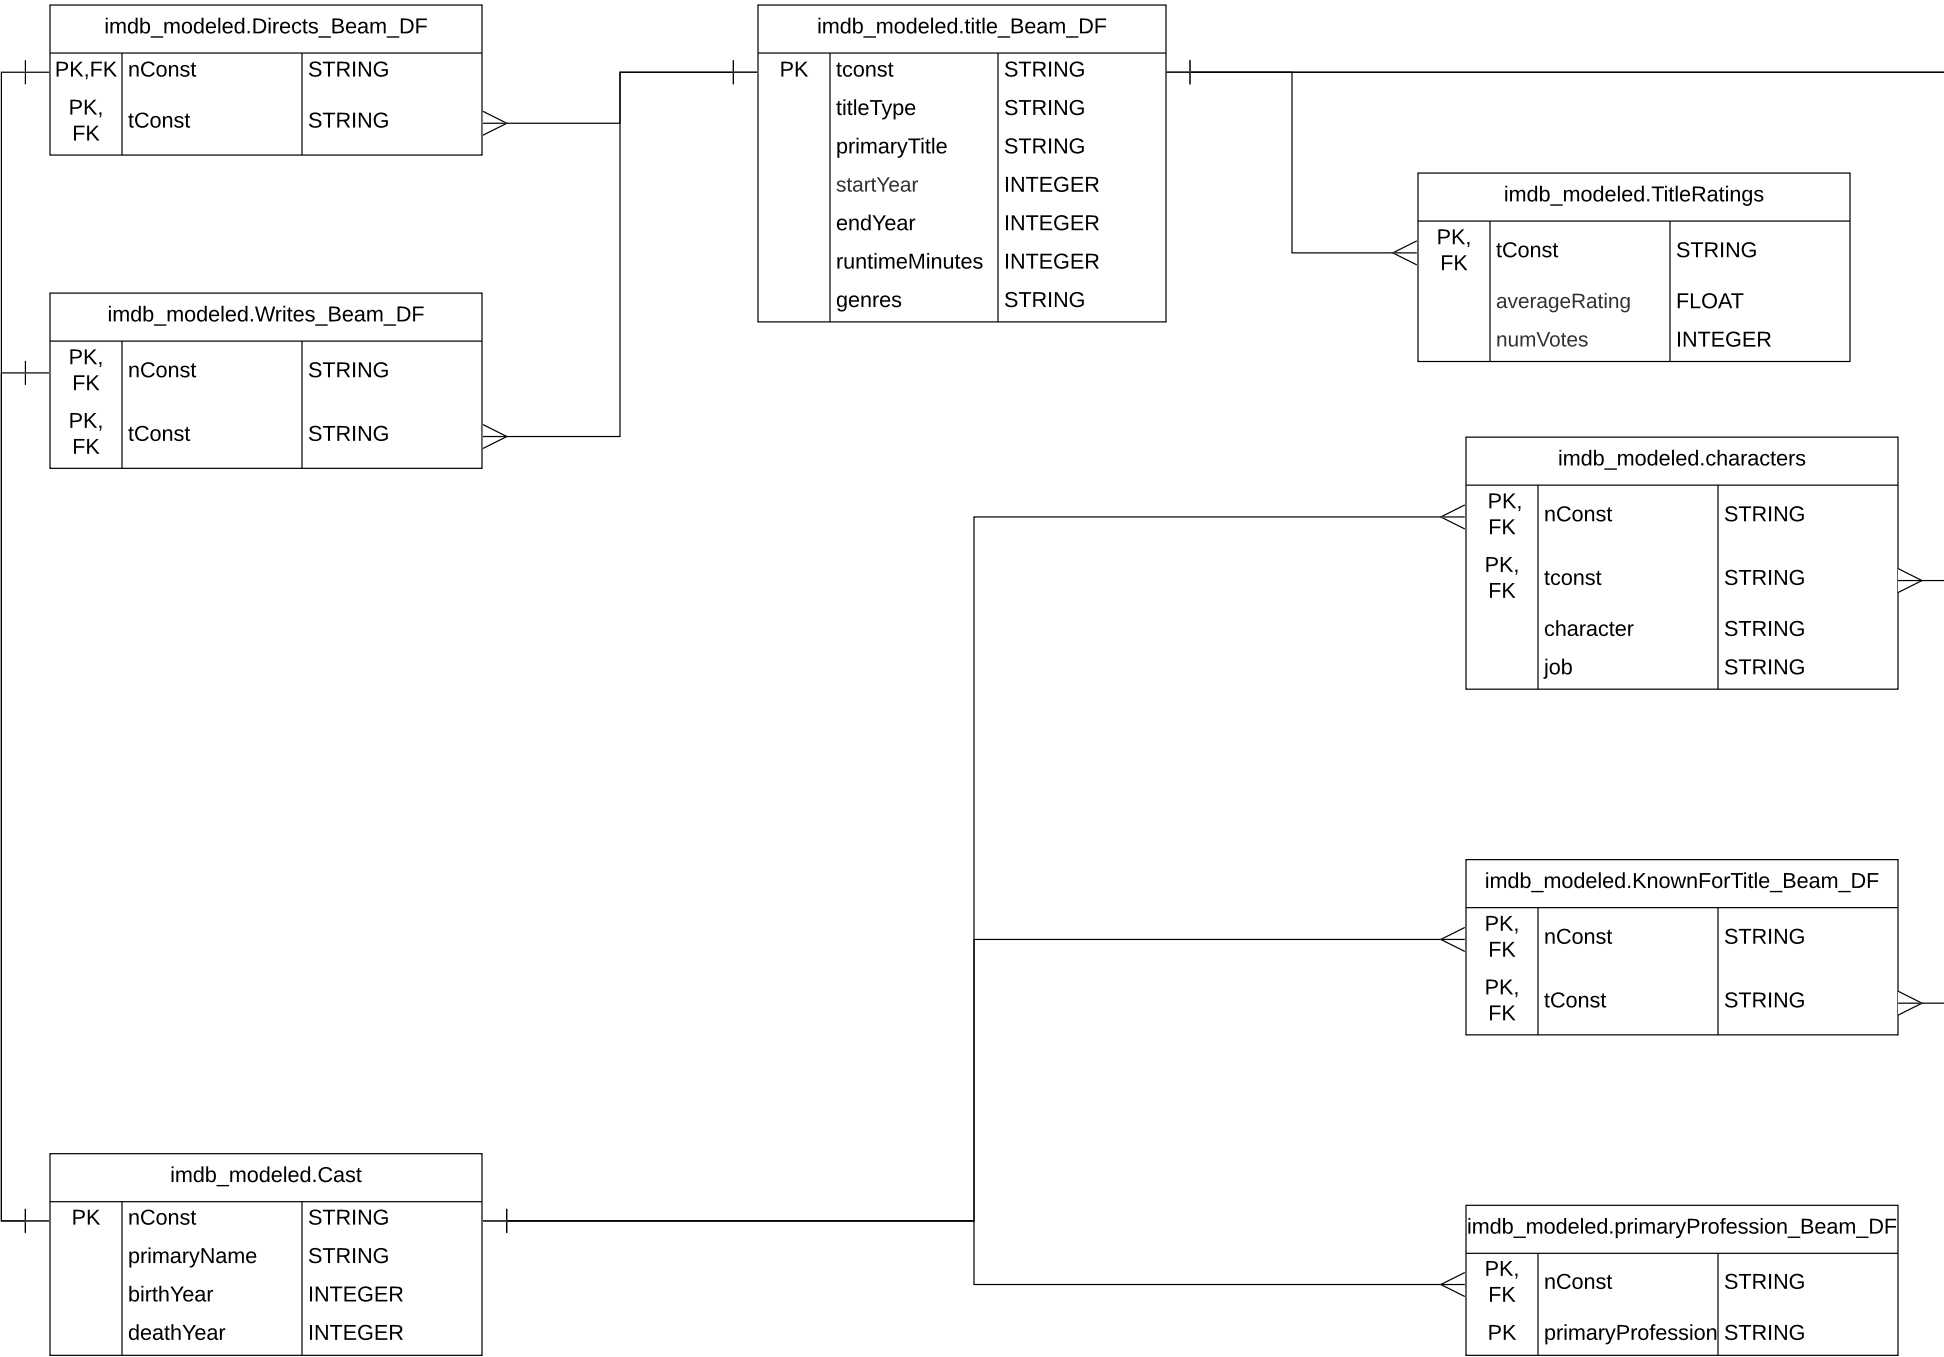 imdb_modeled.Directs_Beam_DF
PK,FK nConst STRING
PK,
FK tConst STRING
imdb_modeled.title_Beam_DF
PK tconst STRING
titleType STRING
primaryTitle STRING
startYear INTEGER
endYear INTEGER
runtimeMinutes INTEGER
genres STRING
imdb_modeled.TitleRatings
PK,
FK tConst STRING
averageRating FLOAT
numVotes INTEGER
imdb_modeled.Writes_Beam_DF
PK,
FK nConst STRING
PK,
FK tConst STRING
imdb_modeled.characters
PK,
FK nConst STRING
PK,
FK tconst STRING
character STRING
job STRING
imdb_modeled.KnownForTitle_Beam_DF
PK,
FK nConst STRING
PK,
FK tConst STRING
imdb_modeled.Cast
PK nConst STRING
primaryName STRING
birthYear INTEGER
deathYear INTEGER
imdb_modeled.primaryProfession_Beam_DF
PK,
FK nConst STRING
PK primaryProfession STRING